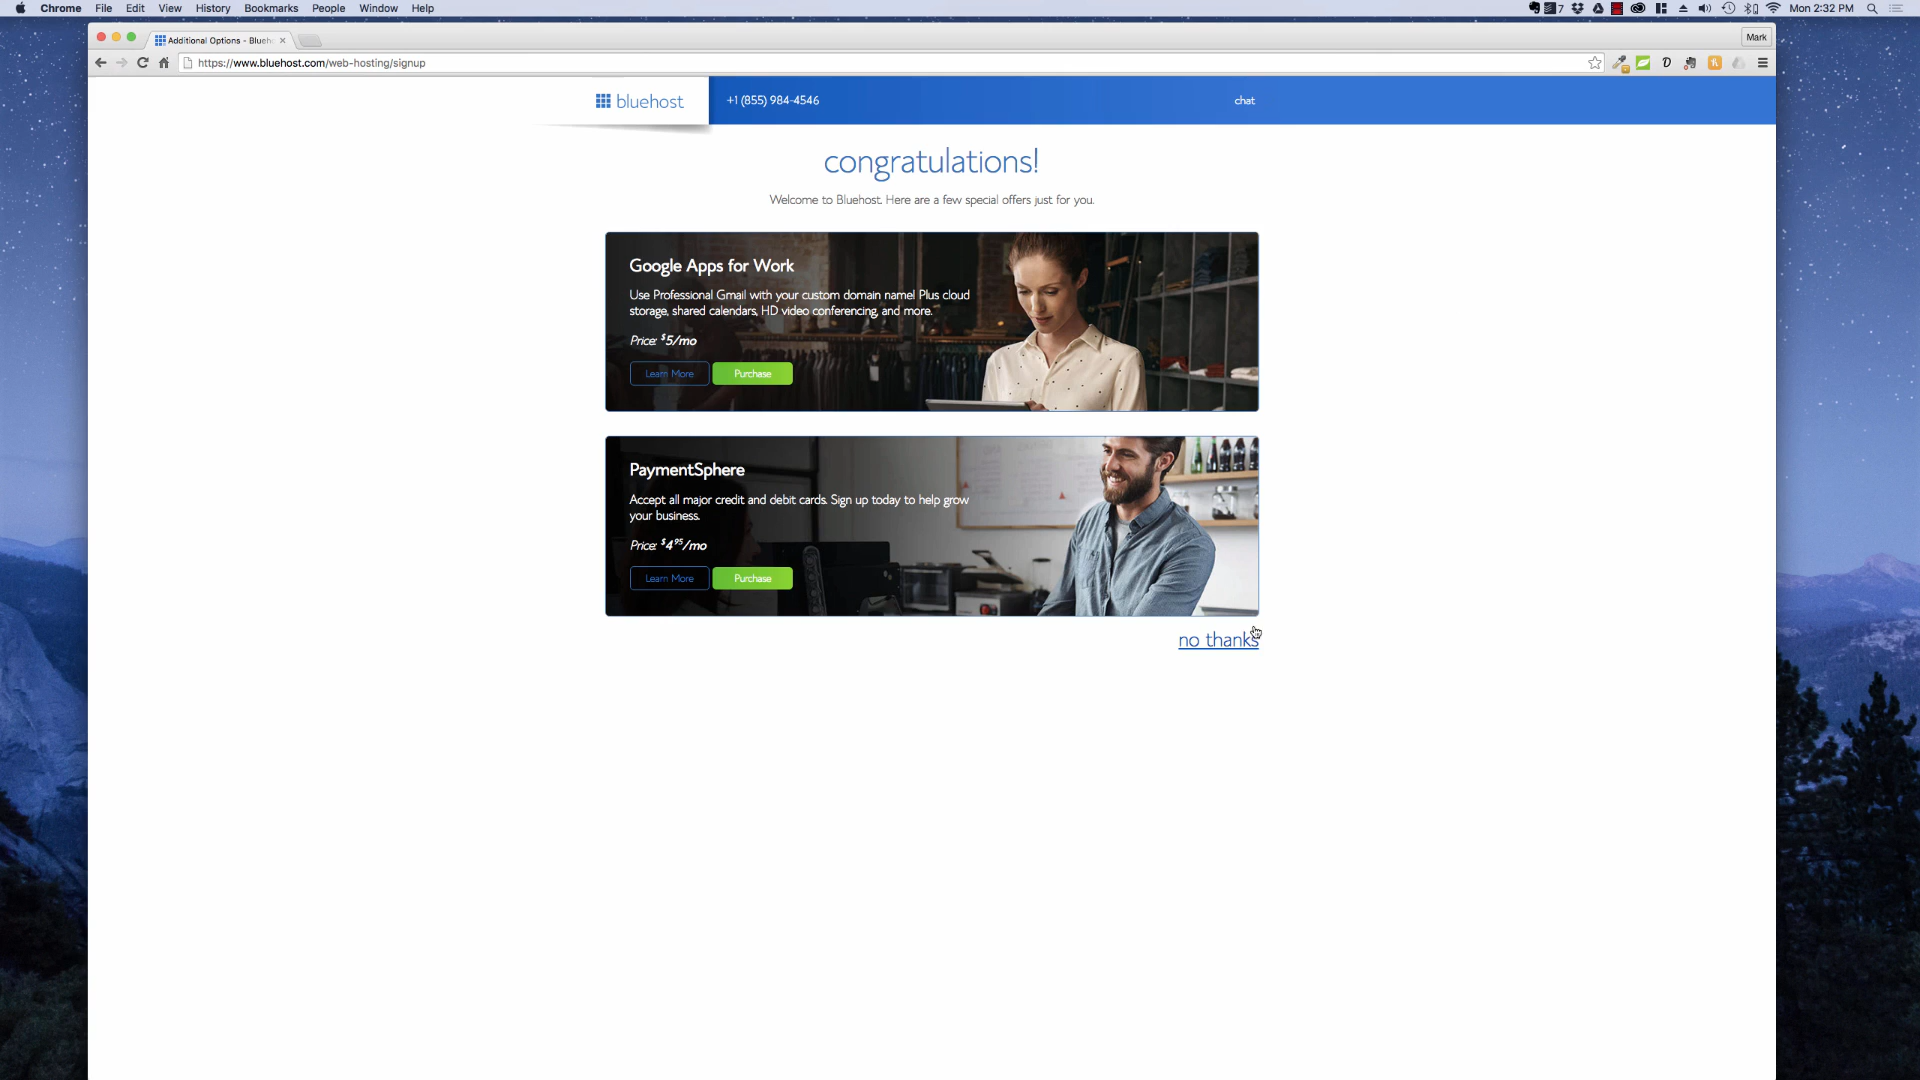 Chrome File Edit View History Bookmarks People Window Help
7 Mon 2:32 PM
Additional Options - Blueh
Mark
https://www.bluehost.com/web-hosting/signup
bluehost
+1 (855) 984-4546
chat
congratulations!
Welcome to Bluehost. Here are a few special offers just for you.
Google Apps for Work
Use Professional Gmail with your custom domain name! Plus cloud
storage, shared calendars, HD video conferencing, and more.
Price: $5/mo
Learn More Purchase
PaymentSphere
Accept all major credit and debit cards. Sign up today to help grow
your business.
Price: $4.95/mo
Learn More Purchase
no thanks